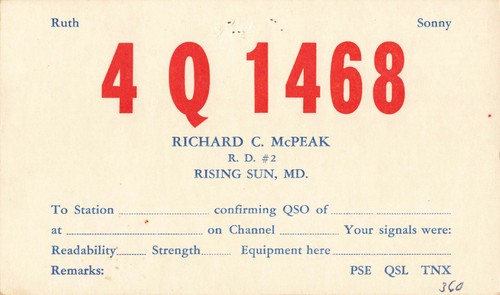 Ruth Sonny
4 Q 1468
RICHARD C. McPEAK
R. D. #2
RISING SUN, MD.
To Station confirming QSO of
at on Channel Your signals were:
Readability Strength Equipment here
Remarks: PSE QSL TNX
360